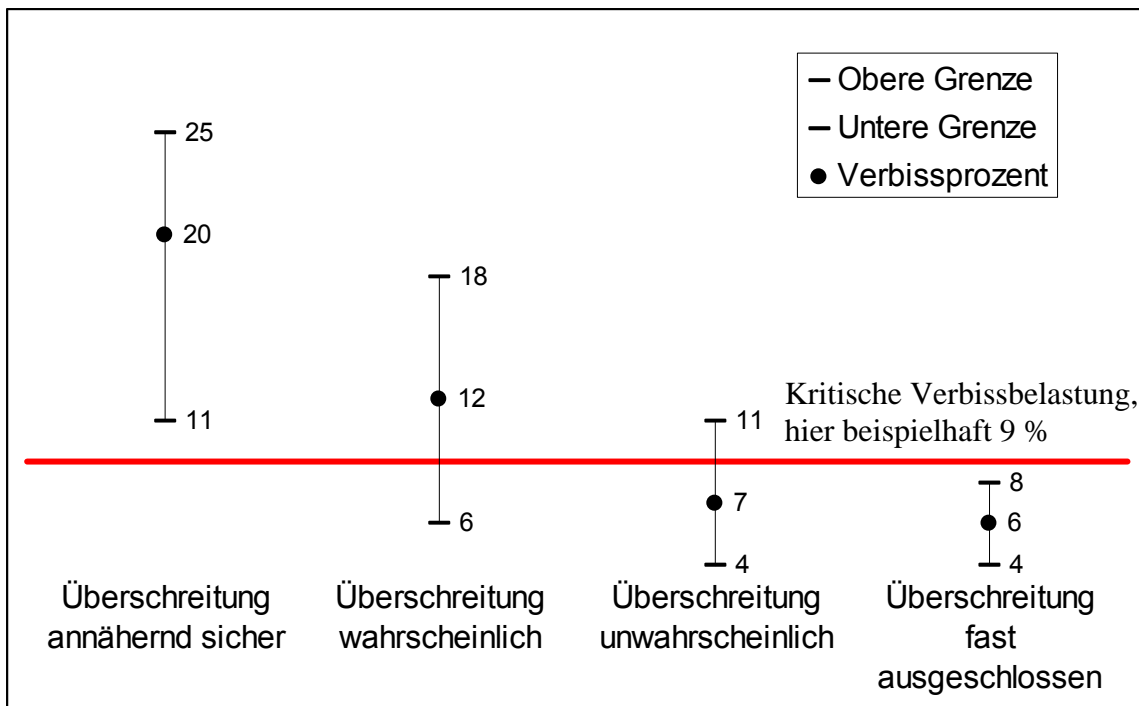 Obere Grenze
Untere Grenze
Verbissprozent
25
20
11
18
12
6
Kritische Verbissbelastung,
hier beispielhaft 9 %
11
7
4
8
6
4
Überschreitung
annähernd sicher
Überschreitung
wahrscheinlich
Überschreitung
unwahrscheinlich
Überschreitung
fast
ausgeschlossen